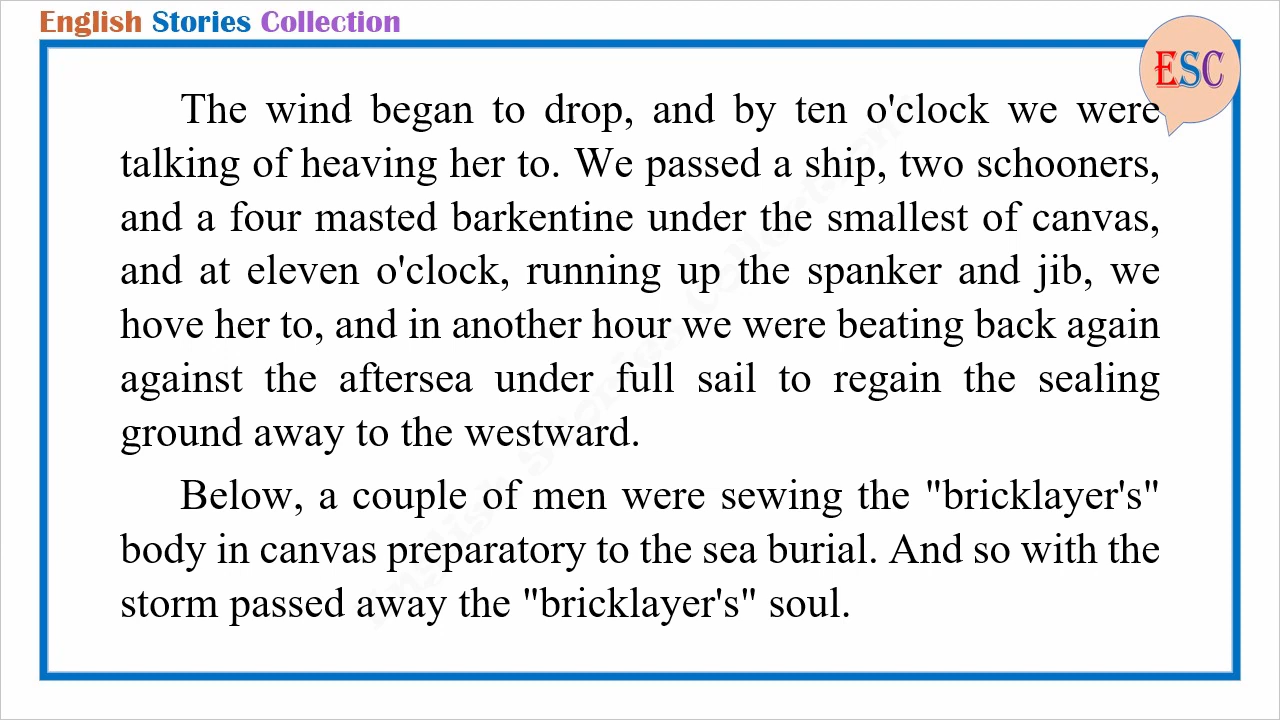 English Stories Collection
ESC
The wind began to drop, and by ten o'clock we were
talking of heaving her to. We passed a ship, two schooners,
and a four masted barkentine under the smallest of canvas,
and at eleven o'clock, running up the spanker and jib, we
hove her to, and in another hour we were beating back again
against the aftersea under full sail to regain the sealing
ground away to the westward.
Below, a couple of men were sewing the "bricklayer's"
body in canvas preparatory to the sea burial. And so with the
storm passed away the "bricklayer's" soul.
English Stories Collection